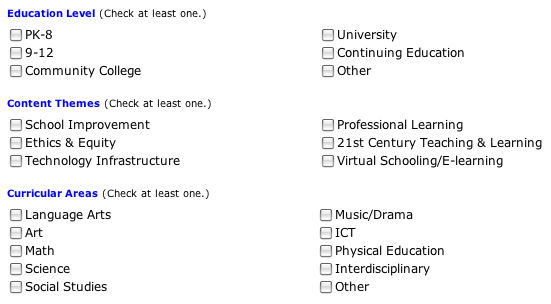 Education Level (Check at least one.)
PK-8 University
9-12 Continuing Education
Community College Other
Content Themes (Check at least one.)
School Improvement Professional Learning
Ethics & Equity 21st Century Teaching & Learning
Technology Infrastructure Virtual Schooling/E-learning
Curricular Areas (Check at least one.)
Language Arts Music/Drama
Art ICT
Math Physical Education
Science Interdisciplinary
Social Studies Other